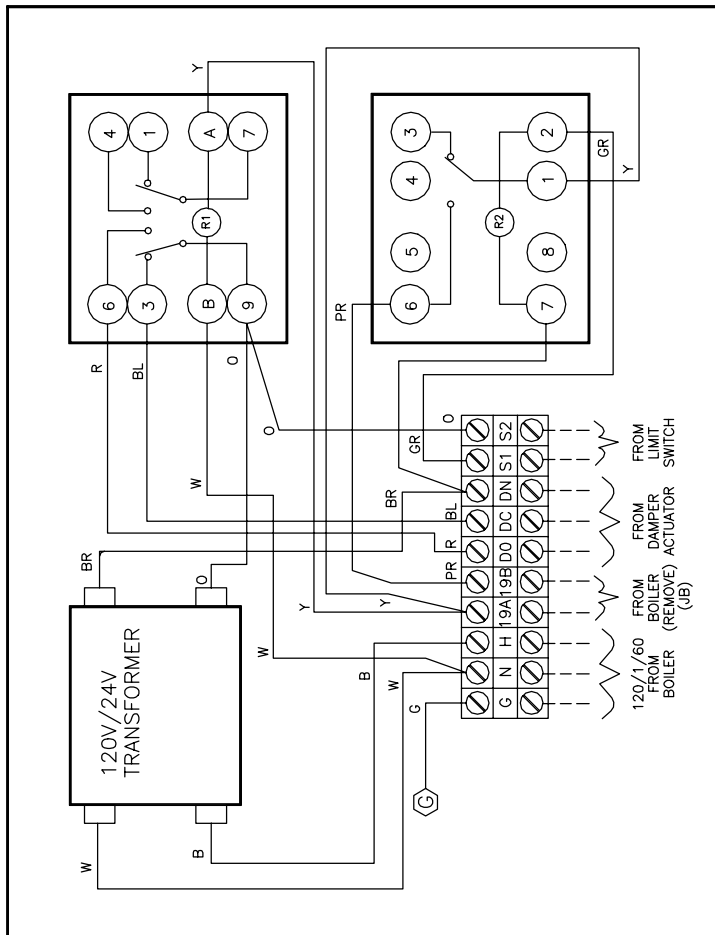 120V/24V
TRANSFORMER
W
B
BR
O
R
BL
W
O
6
3
B
9
R1
4
1
A
7
Y
PR
6
5
4
3
R2
7
8
1
2
GR
Y
O
W
G
W
B
Y
Y
PR
R
BL
BR
GR
O
G
G
N
H
19A
19B
DO
DC
DN
S1
S2
120/1/60
FROM
BOILER
FROM
BOILER
(REMOVE)
(JB)
FROM
DAMPER
ACTUATOR
FROM
LIMIT
SWITCH